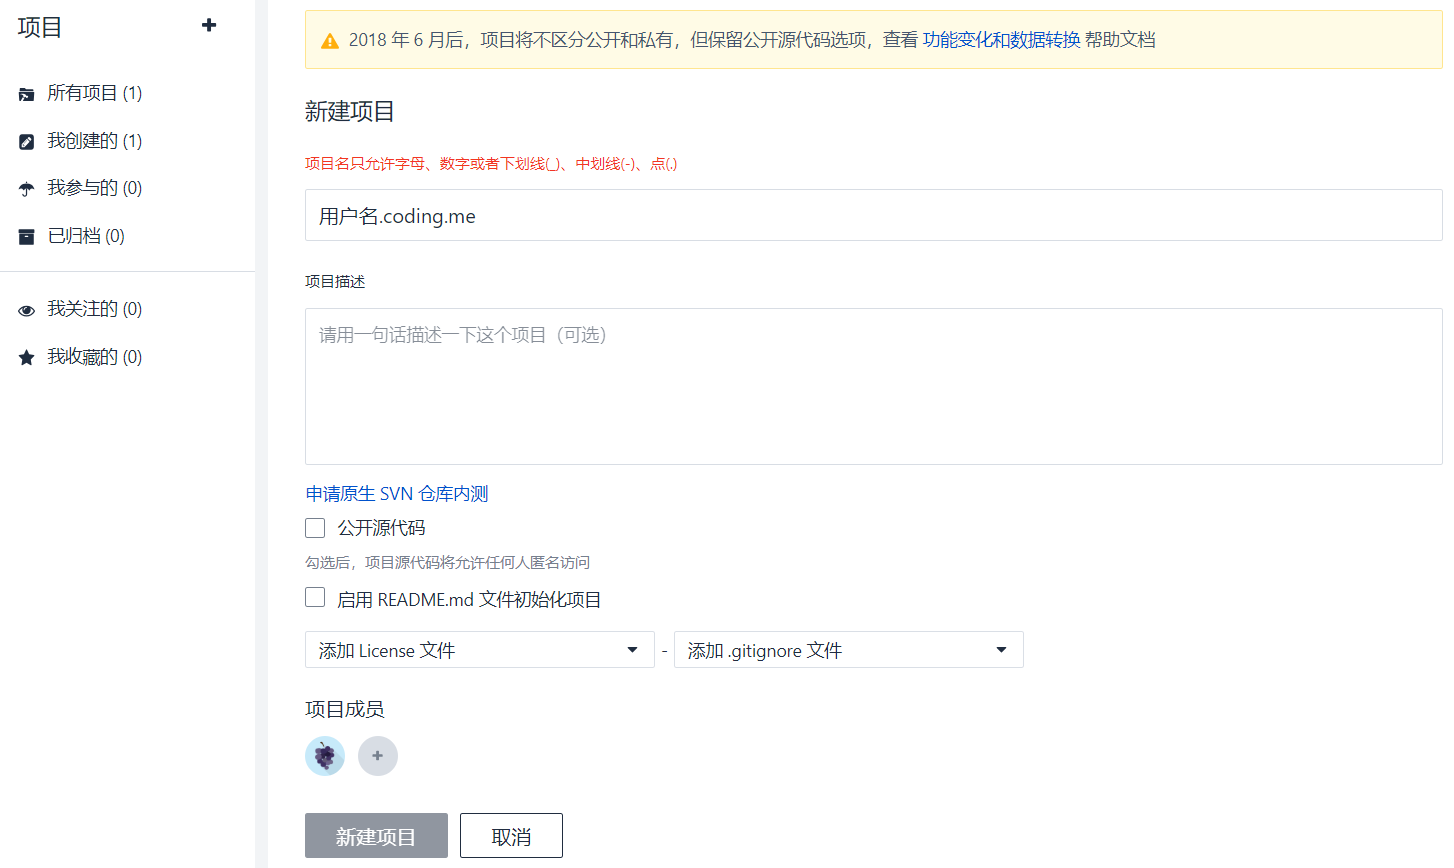 项目
所有项目 (1)
我创建的 (1)
我参与的 (0)
已归档 (0)
我关注的 (0)
我收藏的 (0)
2018 年 6 月后，项目将不区分公开和私有，但保留公开源代码选项，查看 功能变化和数据转换 帮助文档
新建项目
项目名只允许字母、数字或者下划线(_)、中划线(-)、点(.)
用户名.coding.me
项目描述
请用一句话描述一下这个项目（可选）
申请原生 SVN 仓库内测
公开源代码
勾选后，项目源代码将允许任何人匿名访问
启用 README.md 文件初始化项目
添加 License 文件 - 添加 .gitignore 文件
项目成员
新建项目 取消